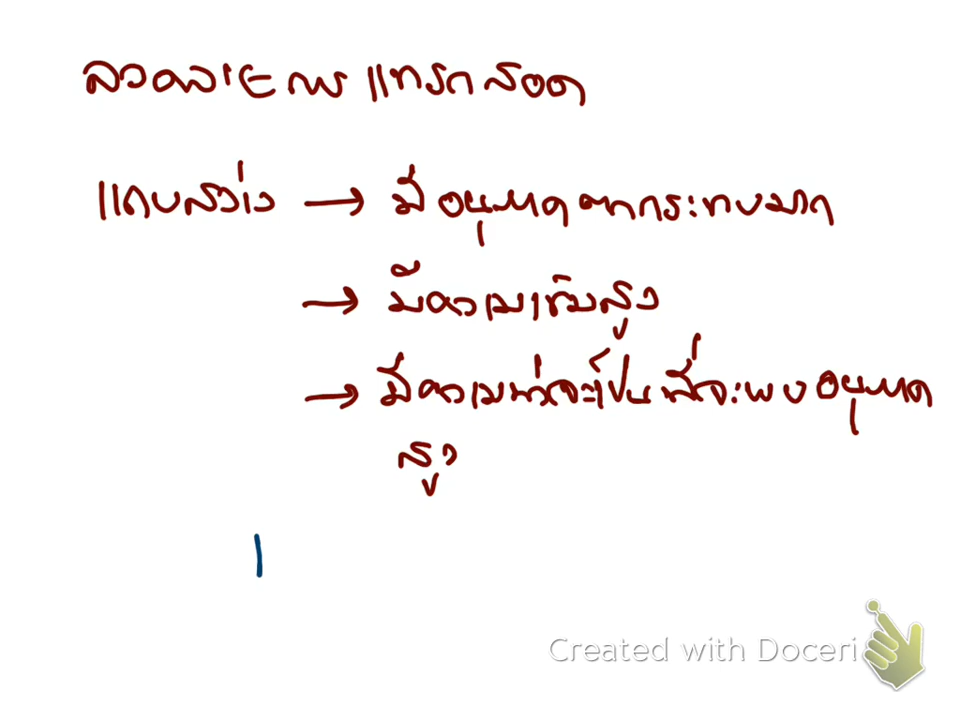 ลวดลายการแทรกสอด
แถบสว่าง → มีอนุภาคตกกระทบมาก
→ มีความเข้มสูง
→ มีความน่าจะเป็นที่จะพบอนุภาค
สูง
Created with Doceri